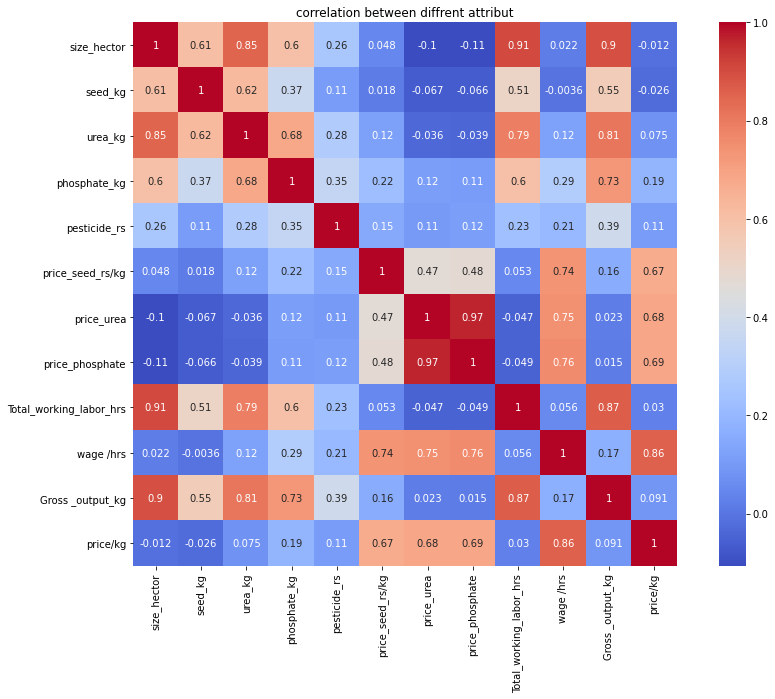 correlation between diffrent attribut
size_hector 1 0.61 0.85 0.6 0.26 0.048 -0.1 -0.11 0.91 0.022 0.9 -0.012
seed_kg 0.61 1 0.62 0.37 0.11 0.018 -0.067 -0.066 0.51 -0.0036 0.55 -0.026
urea_kg 0.85 0.62 1 0.68 0.28 0.12 -0.036 -0.039 0.79 0.12 0.81 0.075
phosphate_kg 0.6 0.37 0.68 1 0.35 0.22 0.12 0.11 0.6 0.29 0.73 0.19
pesticide_rs 0.26 0.11 0.28 0.35 1 0.15 0.11 0.12 0.23 0.21 0.39 0.11
price_seed_rs/kg 0.048 0.018 0.12 0.22 0.15 1 0.47 0.48 0.053 0.74 0.16 0.67
price_urea -0.1 -0.067 -0.036 0.12 0.11 0.47 1 0.97 -0.047 0.75 0.023 0.68
price_phosphate -0.11 -0.066 -0.039 0.11 0.12 0.48 0.97 1 -0.049 0.76 0.015 0.69
Total_working_labor_hrs 0.91 0.51 0.79 0.6 0.23 0.053 -0.047 -0.049 1 0.056 0.87 0.03
wage /hrs 0.022 -0.0036 0.12 0.29 0.21 0.74 0.75 0.76 0.056 1 0.17 0.86
Gross _output_kg 0.9 0.55 0.81 0.73 0.39 0.16 0.023 0.015 0.87 0.17 1 0.091
price/kg -0.012 -0.026 0.075 0.19 0.11 0.67 0.68 0.69 0.03 0.86 0.091 1
size_hector
seed_kg
urea_kg
phosphate_kg
pesticide_rs
price_seed_rs/kg
price_urea
price_phosphate
Total_working_labor_hrs
wage /hrs
Gross _output_kg
price/kg
1.0
0.8
0.6
0.4
0.2
0.0